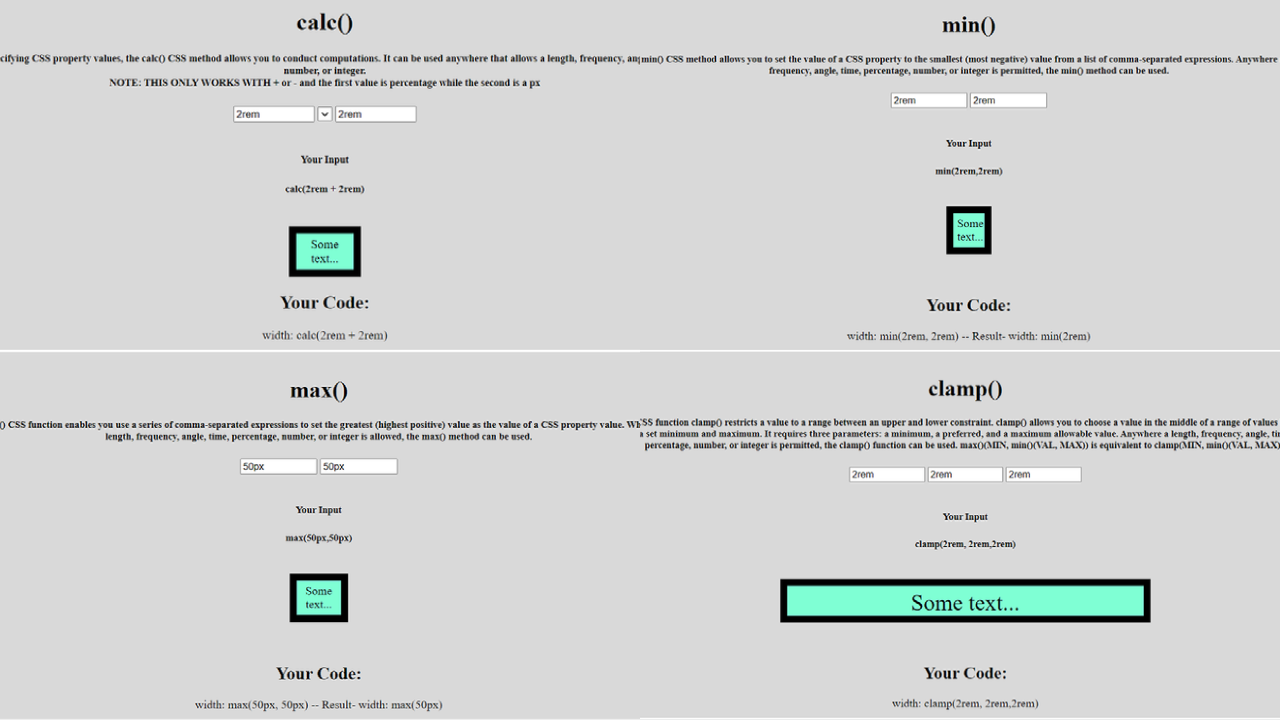 calc()
cifying CSS property values, the calc() CSS method allows you to conduct computations. It can be used anywhere that allows a length, frequency, an
number, or integer.
NOTE: THIS ONLY WORKS WITH + or - and the first value is percentage while the second is a px
2rem 2rem
Your Input
calc(2rem + 2rem)
Some
text...
Your Code:
width: calc(2rem + 2rem)
min()
min() CSS method allows you to set the value of a CSS property to the smallest (most negative) value from a list of comma-separated expressions. Anywhere
frequency, angle, time, percentage, number, or integer is permitted, the min() method can be used.
2rem 2rem
Your Input
min(2rem,2rem)
Some
text...
Your Code:
width: min(2rem, 2rem) -- Result- width: min(2rem)
max()
() CSS function enables you use a series of comma-separated expressions to set the greatest (highest positive) value as the value of a CSS property value. Wh
length, frequency, angle, time, percentage, number, or integer is allowed, the max() method can be used.
50px 50px
Your Input
max(50px,50px)
Some
text...
Your Code:
width: max(50px, 50px) -- Result- width: max(50px)
clamp()
CSS function clamp() restricts a value to a range between an upper and lower constraint. clamp() allows you to choose a value in the middle of a range of values
a set minimum and maximum. It requires three parameters: a minimum, a preferred, and a maximum allowable value. Anywhere a length, frequency, angle, ti
percentage, number, or integer is permitted, the clamp() function can be used. max()(MIN, min()(VAL, MAX)) is equivalent to clamp(MIN, min()(VAL, MAX)
2rem 2rem 2rem
Your Input
clamp(2rem, 2rem,2rem)
Some text...
Your Code:
width: clamp(2rem, 2rem,2rem)